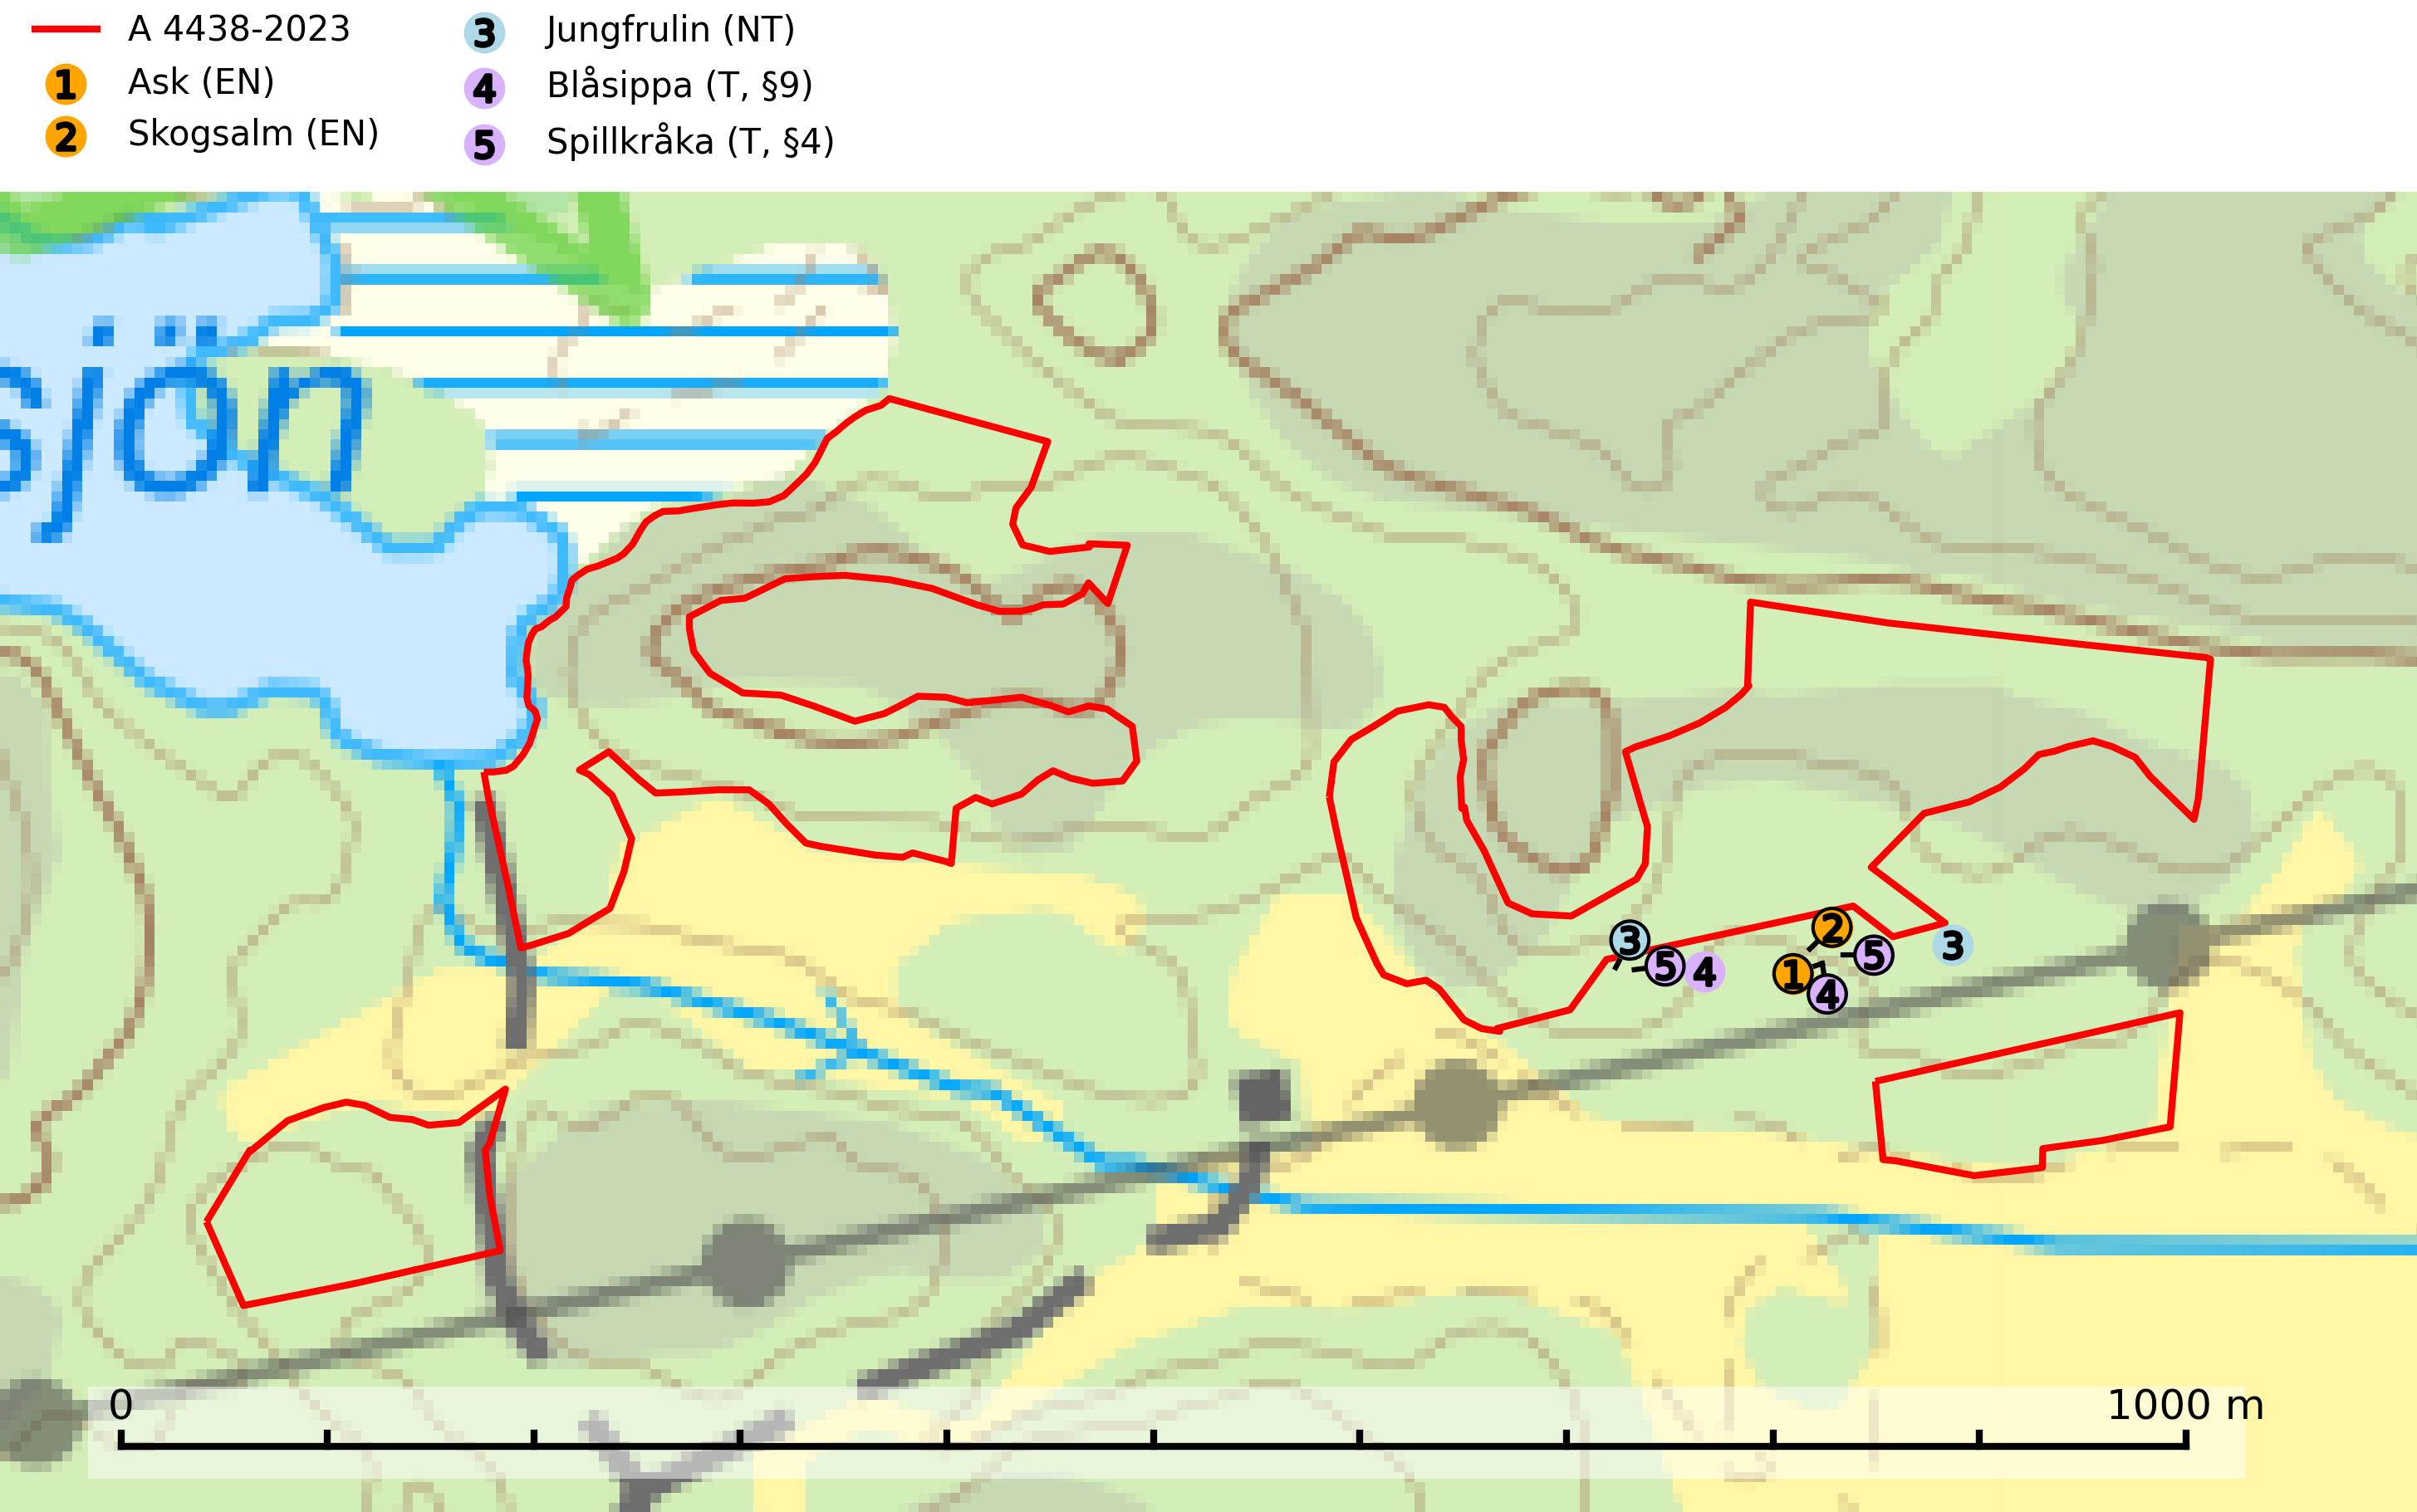 A 4438-2023
1 Ask (EN)
2 Skogsalm (EN)
3 Jungfrulin (NT)
4 Blåsippa (T, §9)
5 Spillkråka (T, §4)
sjön
3
5
4
2
1
4
5
3
0
1000 m